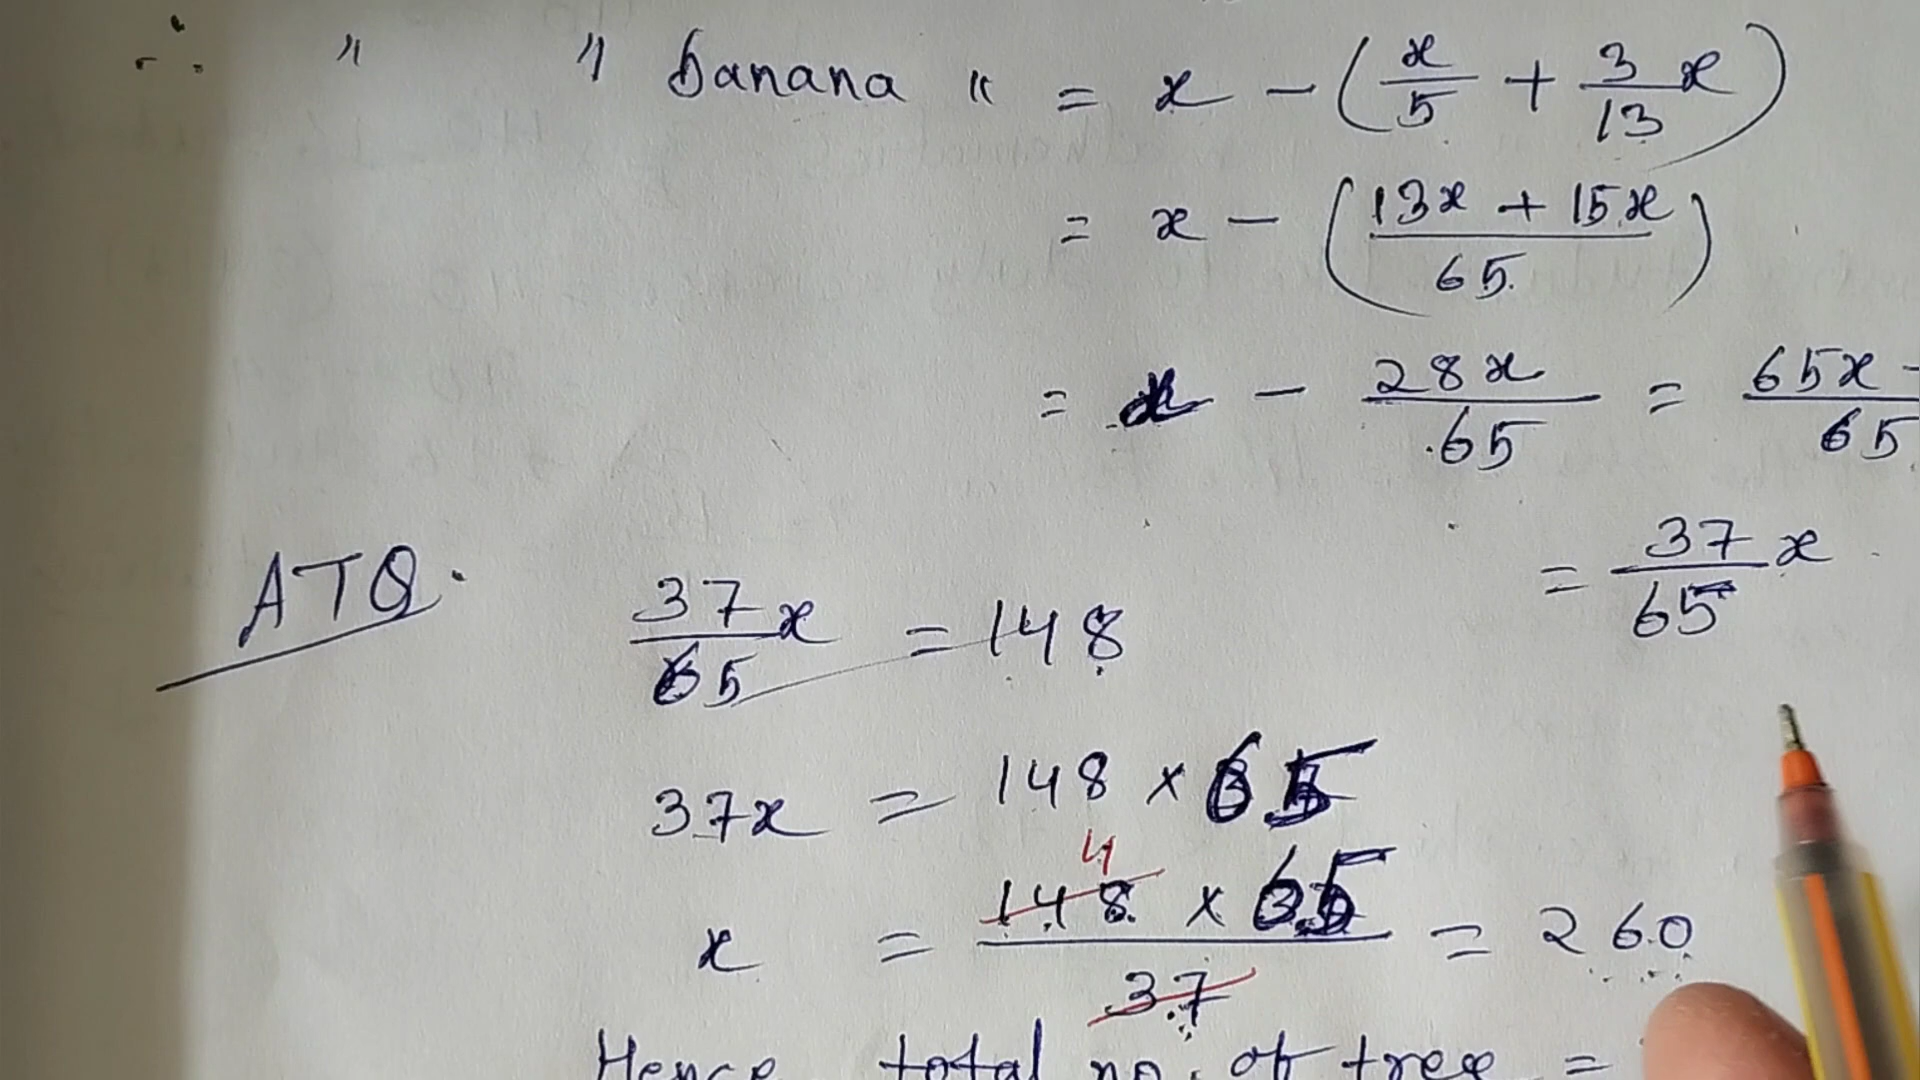 ∴ " " banana " = x - (x/5 + 3/13 x)
= x - (13x + 15x / 65)
= x - 28x/65 = 65x - / 65
= 37/65 x
ATQ. 37/65 x = 148
37x = 148 × 65
4
x = 148 × 65 / 37 = 260
Hence total no. of tree =